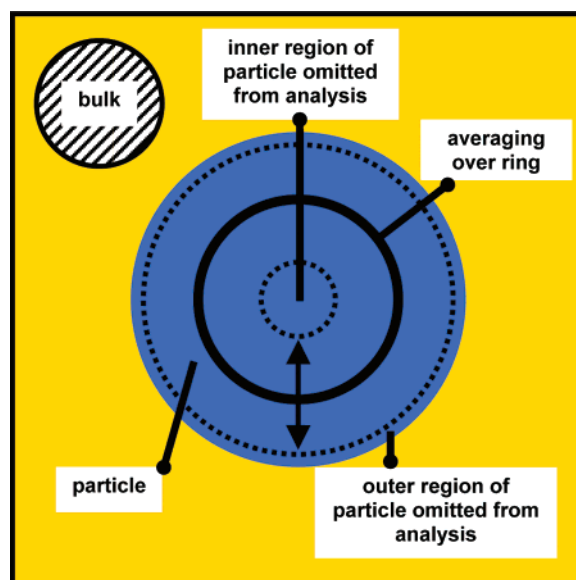 inner region of
particle omitted
from analysis
bulk
averaging
over ring
particle
outer region of
particle omitted from
analysis